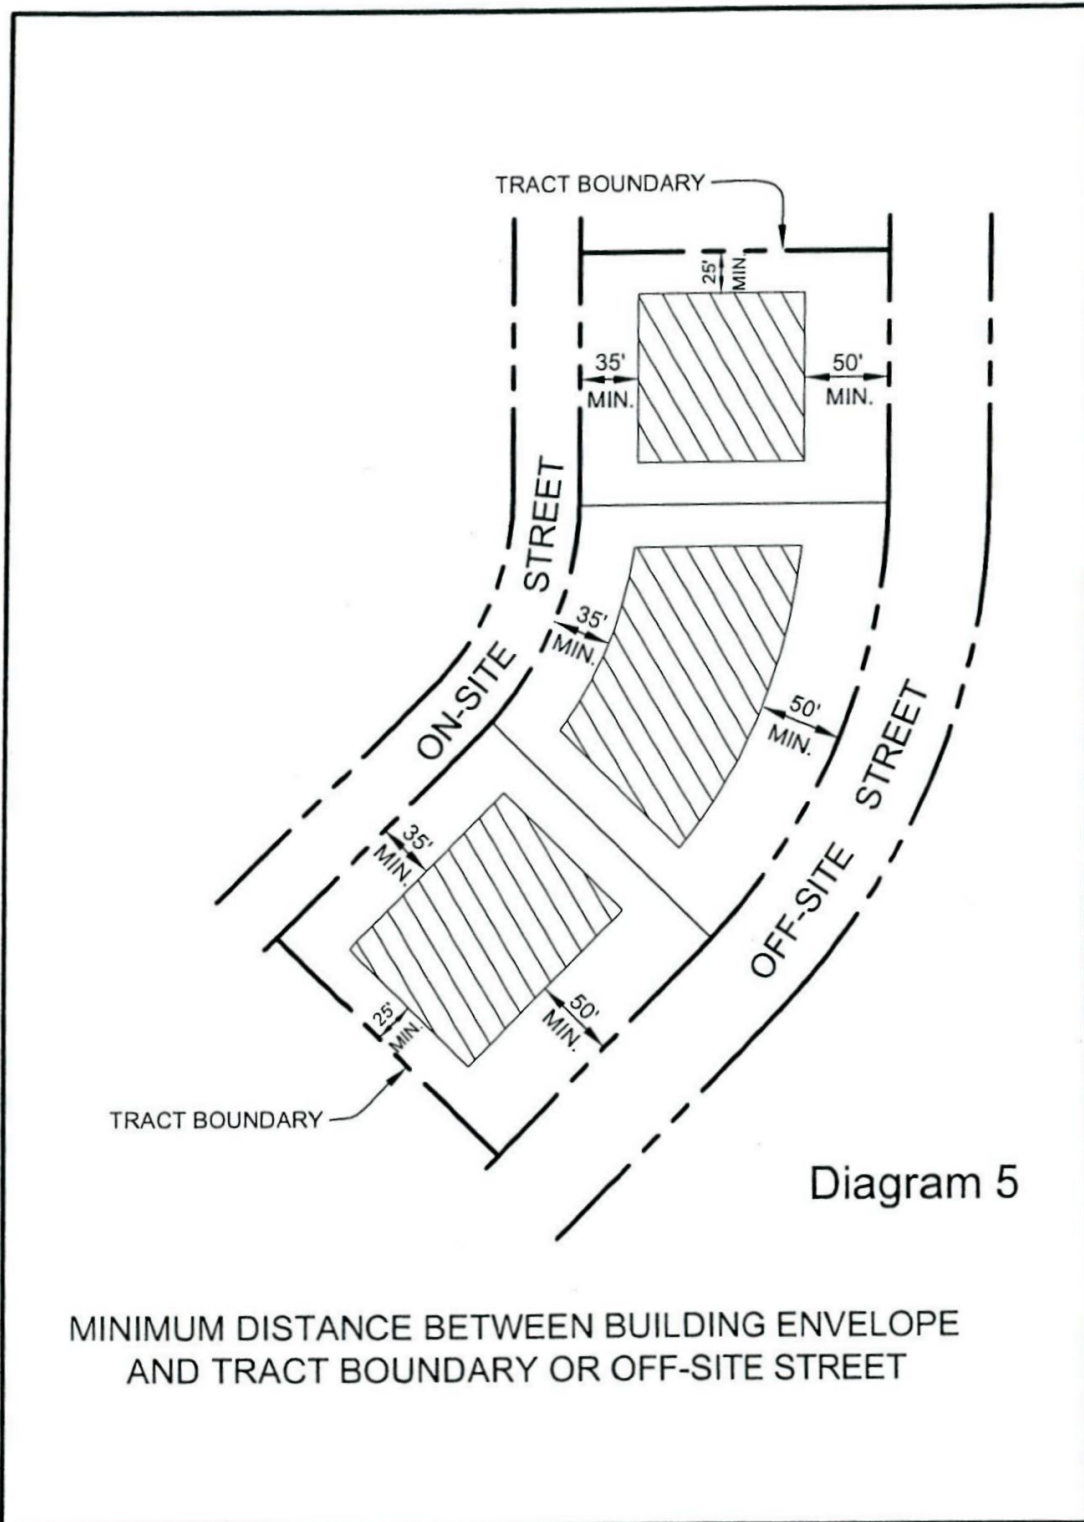 TRACT BOUNDARY
25'
MIN.
35'
MIN.
50'
MIN.
ON-SITE STREET
35'
MIN.
50'
MIN.
OFF-SITE STREET
35'
MIN.
50'
MIN.
25'
MIN.
TRACT BOUNDARY
Diagram 5
MINIMUM DISTANCE BETWEEN BUILDING ENVELOPE
AND TRACT BOUNDARY OR OFF-SITE STREET